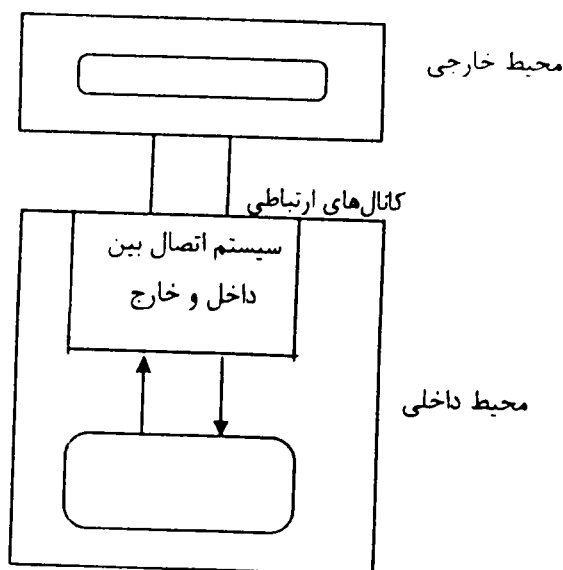 محیط خارجی
کانال‌های ارتباطی
سیستم اتصال بین
داخل و خارج
محیط داخلی